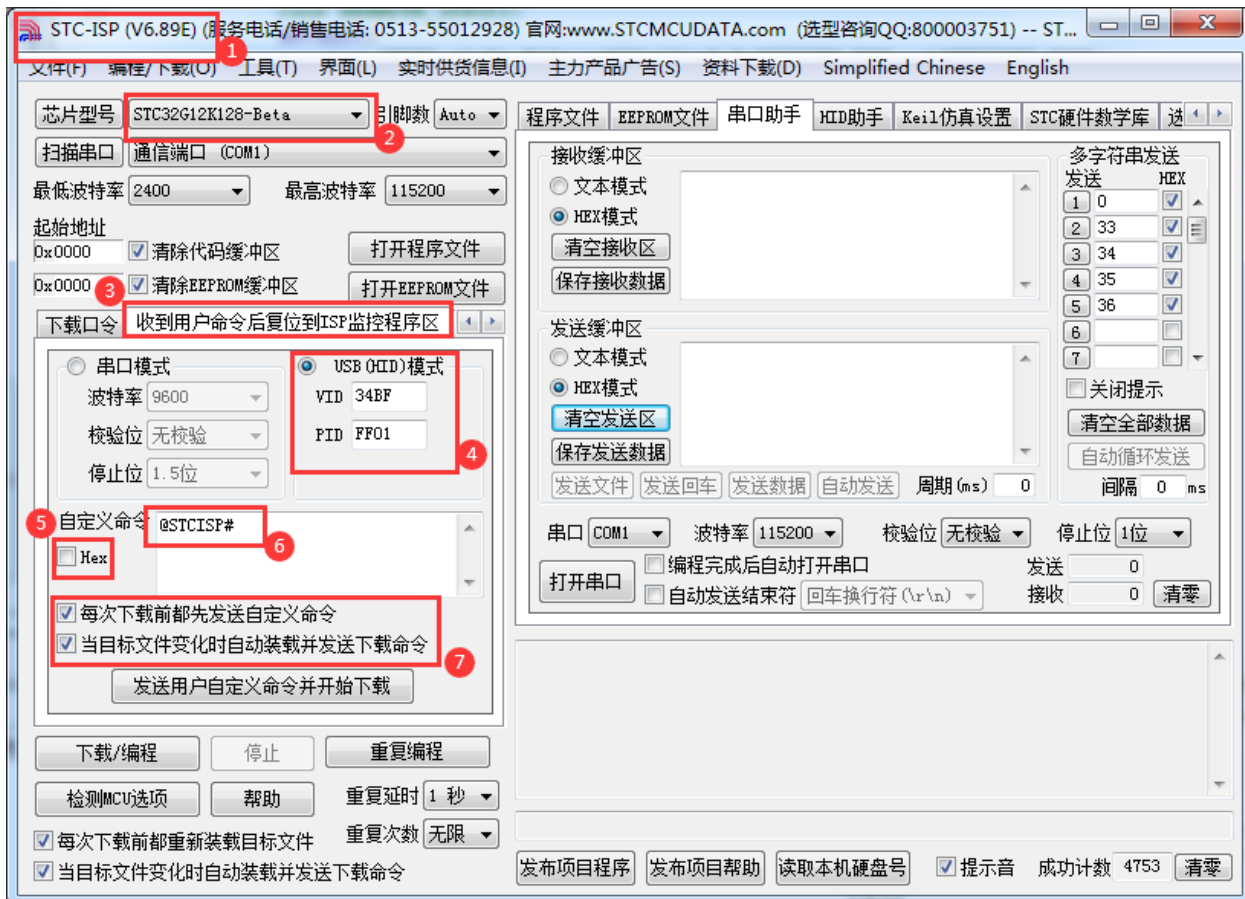 STC-ISP (V6.89E) (服务电话/销售电话: 0513-55012928) 官网:www.STCMCUDATA.com (选型咨询QQ:800003751) -- ST...
1
文件(F) 编程/下载(O) 工具(T) 界面(L) 实时供货信息(I) 主力产品广告(S) 资料下载(D) Simplified Chinese English
芯片型号 STC32G12K128-Beta 引脚数 Auto
2
扫描串口 通信端口 (COM1)
最低波特率 2400 最高波特率 115200
起始地址
0x0000 清除代码缓冲区 打开程序文件
0x0000 清除EEPROM缓冲区 打开EEPROM文件
3
下载口令 收到用户命令后复位到ISP监控程序区
串口模式 USB(HID)模式
波特率 9600 VID 34BF
校验位 无校验 PID FF01
4
停止位 1.5位
5
自定义命令 @STCISP#
6
Hex
每次下载前都先发送自定义命令
当目标文件变化时自动装载并发送下载命令
7
发送用户自定义命令并开始下载
下载/编程 停止 重复编程
检测MCU选项 帮助 重复延时 1 秒
每次下载前都重新装载目标文件 重复次数 无限
当目标文件变化时自动装载并发送下载命令
程序文件 EEPROM文件 串口助手 HID助手 Keil仿真设置 STC硬件数学库 选
接收缓冲区
文本模式
HEX模式
清空接收区
保存接收数据
发送缓冲区
文本模式
HEX模式
清空发送区
保存发送数据
发送文件 发送回车 发送数据 自动发送 周期(ms) 0
多字符串发送
发送 HEX
1 0
2 33
3 34
4 35
5 36
6
7
关闭提示
清空全部数据
自动循环发送
间隔 0 ms
串口 COM1 波特率 115200 校验位 无校验 停止位 1位
打开串口 编程完成后自动打开串口 发送 0
自动发送结束符 回车换行符(\r\n) 接收 0 清零
发布项目程序 发布项目帮助 读取本机硬盘号 提示音 成功计数 4753 清零